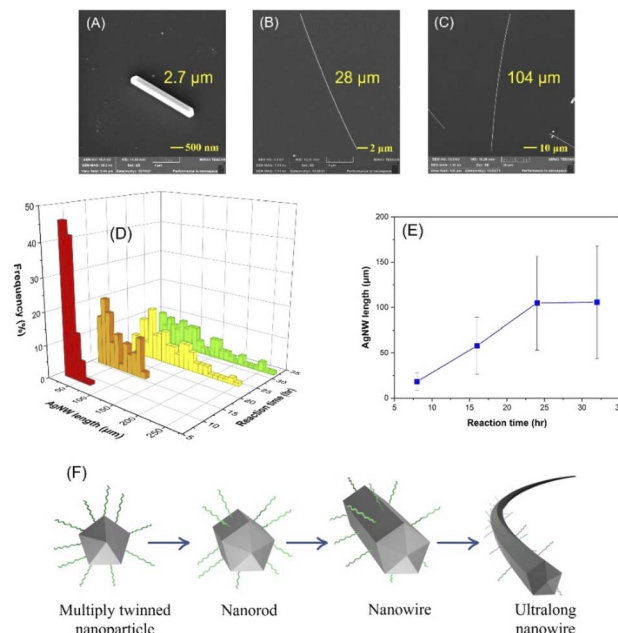 (A)
2.7 µm
500 nm
(B)
28 µm
2 µm
(C)
104 µm
10 µm
(D)
Frequency (%)
50
40
30
20
10
0
AgNW length (µm)
50
100
150
200
250
Reaction time (hr)
5
10
15
20
25
30
35
(E)
AgNW length (µm)
200
150
100
50
0
5 10 15 20 25 30 35
Reaction time (hr)
(F)
Multiply twinned
nanoparticle
Nanorod
Nanowire
Ultralong
nanowire